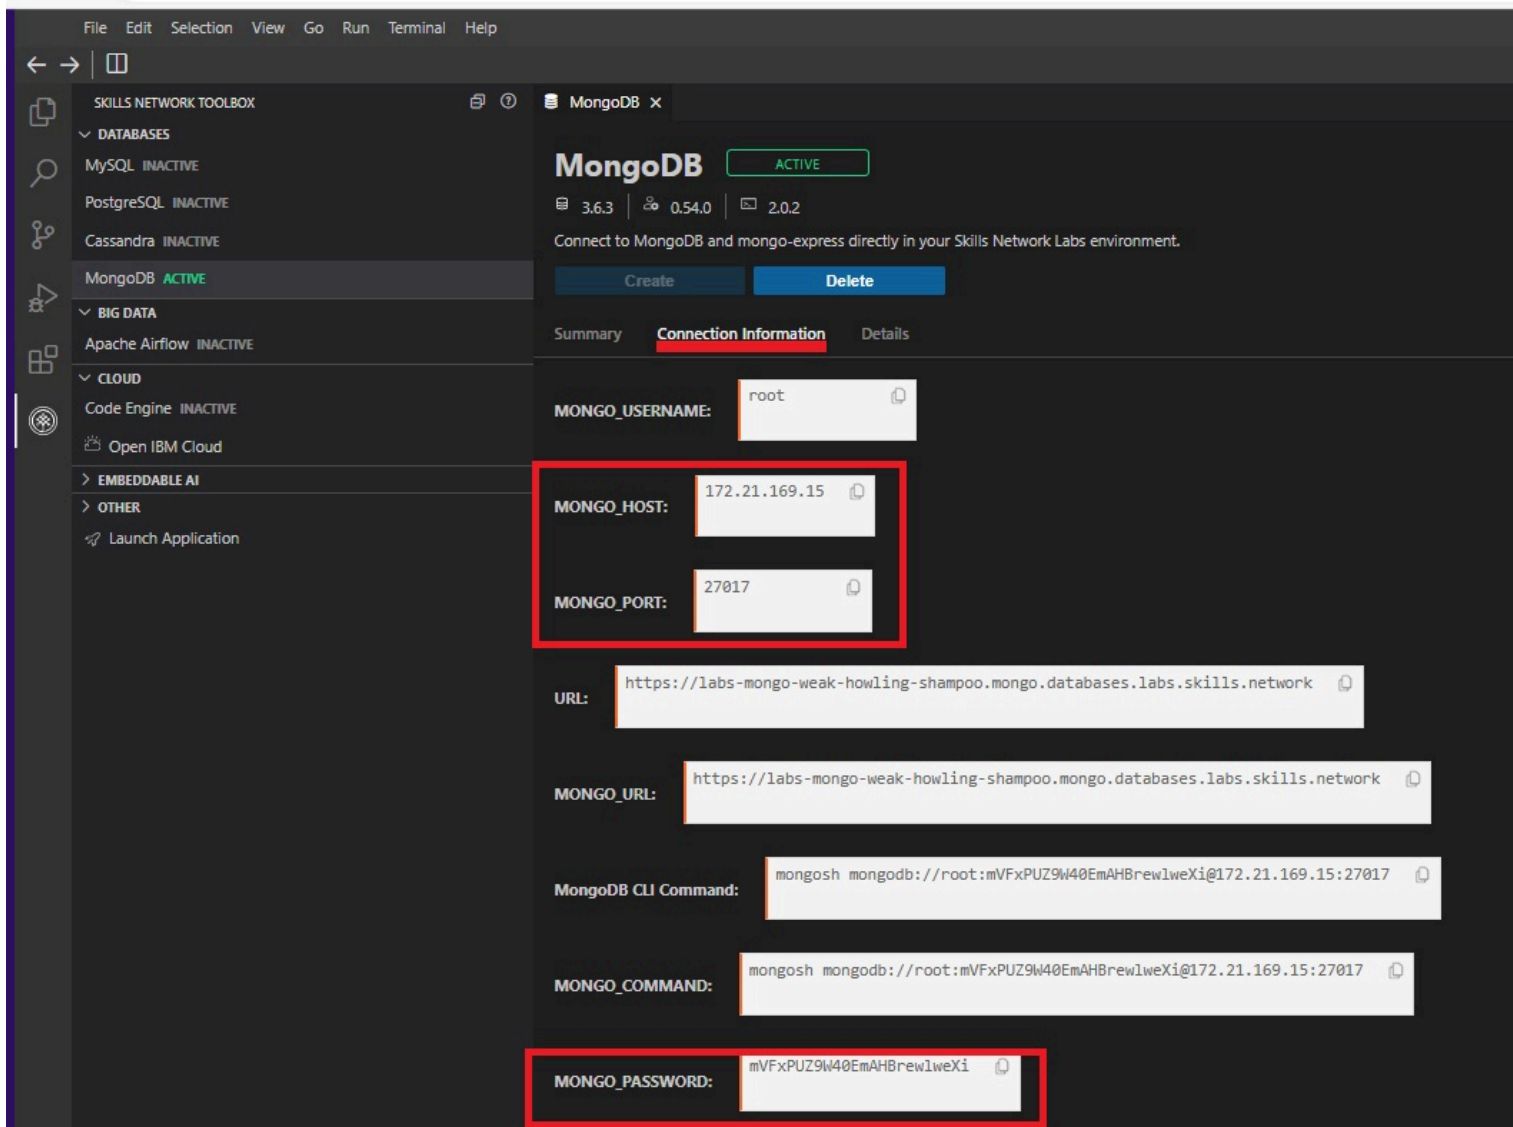 File Edit Selection View Go Run Terminal Help
SKILLS NETWORK TOOLBOX
DATABASES
MySQL INACTIVE
PostgreSQL INACTIVE
Cassandra INACTIVE
MongoDB ACTIVE
BIG DATA
Apache Airflow INACTIVE
CLOUD
Code Engine INACTIVE
Open IBM Cloud
EMBEDDABLE AI
OTHER
Launch Application
MongoDB
MongoDB ACTIVE
3.6.3 0.54.0 2.0.2
Connect to MongoDB and mongo-express directly in your Skills Network Labs environment.
Create Delete
Summary Connection Information Details
MONGO_USERNAME: root
MONGO_HOST: 172.21.169.15
MONGO_PORT: 27017
URL: https://labs-mongo-weak-howling-shampoo.mongo.databases.labs.skills.network
MONGO_URL: https://labs-mongo-weak-howling-shampoo.mongo.databases.labs.skills.network
MongoDB CLI Command: mongosh mongodb://root:mVFxPUZ9W40EmAHBrewlweXi@172.21.169.15:27017
MONGO_COMMAND: mongosh mongodb://root:mVFxPUZ9W40EmAHBrewlweXi@172.21.169.15:27017
MONGO_PASSWORD: mVFxPUZ9W40EmAHBrewlweXi